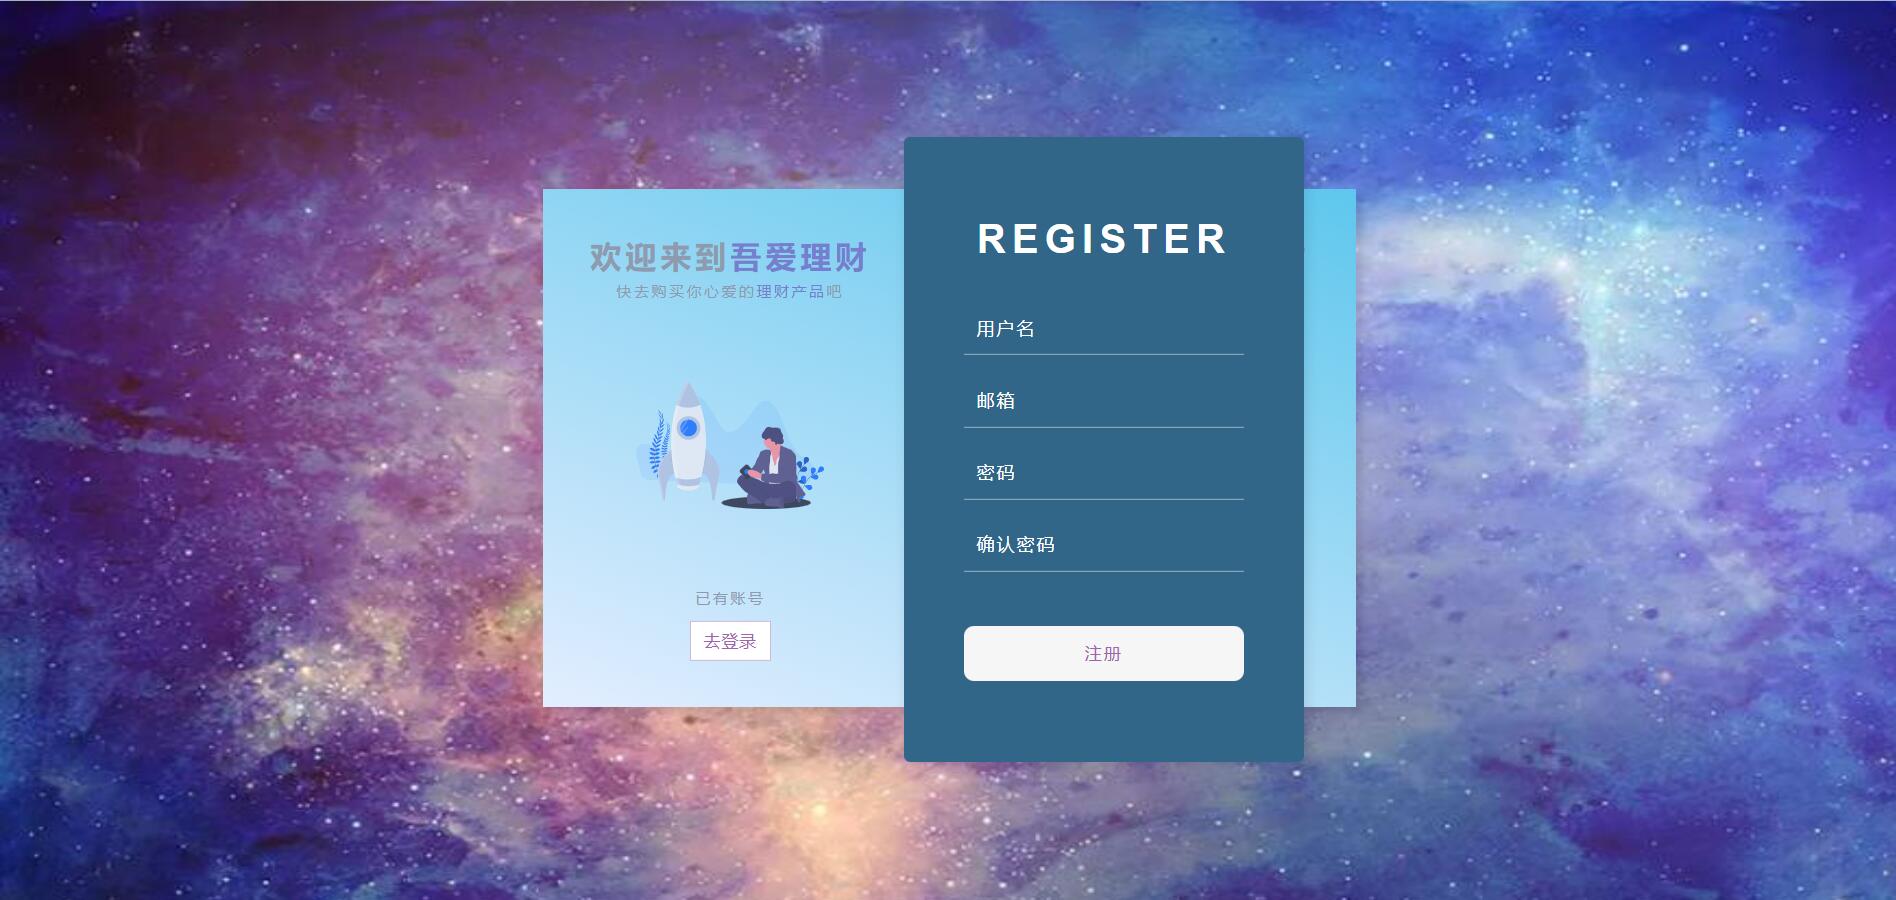 欢迎来到吾爱理财
快去购买你心爱的理财产品吧
已有账号
去登录
REGISTER
用户名
邮箱
密码
确认密码
注册